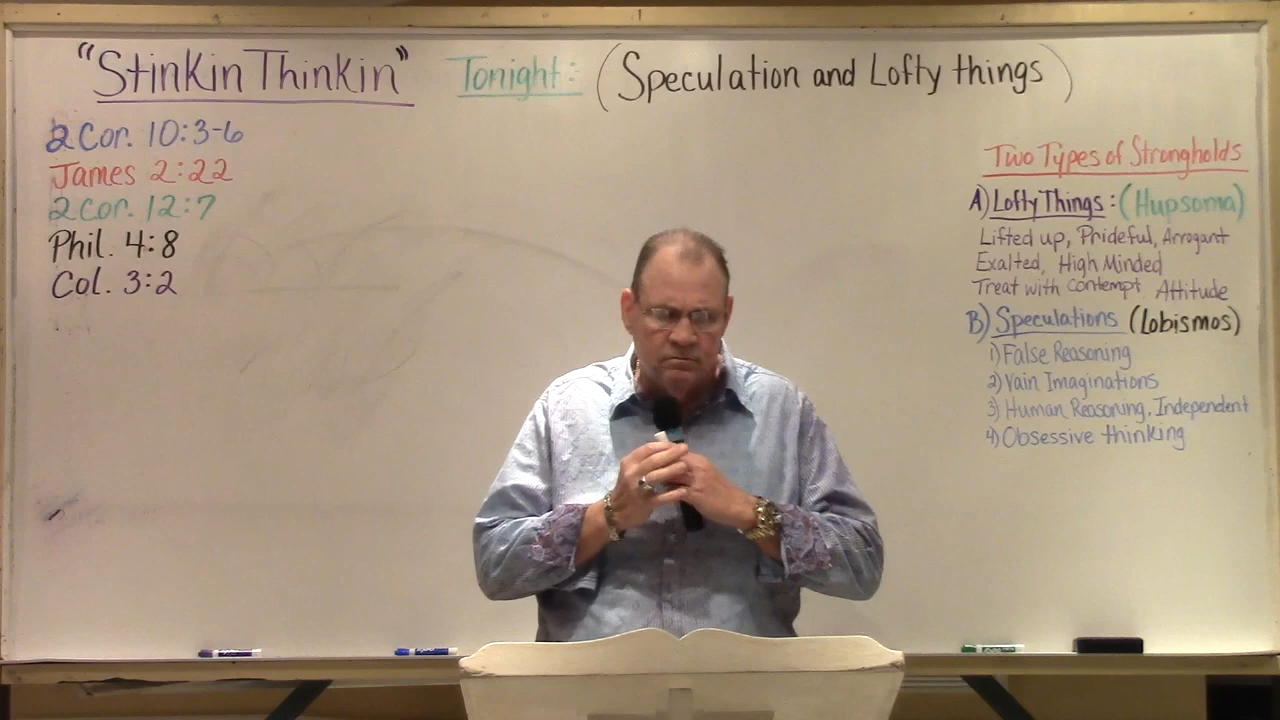 "Stinkin Thinkin" Tonight: (Speculation and Lofty things)
2 Cor. 10:3-6
James 2:22
2 Cor. 12:7
Phil. 4:8
Col. 3:2
Two Types of Strongholds
A) Lofty Things: (Hupsoma)
Lifted up, Prideful, Arrogant
Exalted, High Minded
Treat with contempt Attitude
B) Speculations (Lobismos)
1) False Reasoning
2) Vain Imaginations
3) Human Reasoning, Independent
4) Obsessive thinking